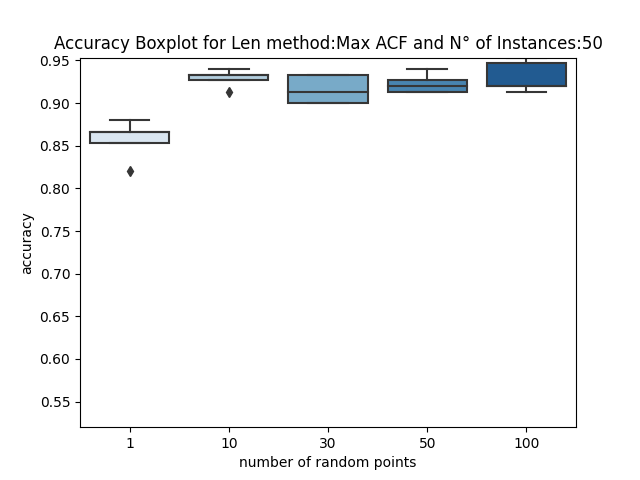 Accuracy Boxplot for Len method:Max ACF and N° of Instances:50
0.95
0.90
0.85
0.80
0.75
0.70
0.65
0.60
0.55
accuracy
1 10 30 50 100
number of random points